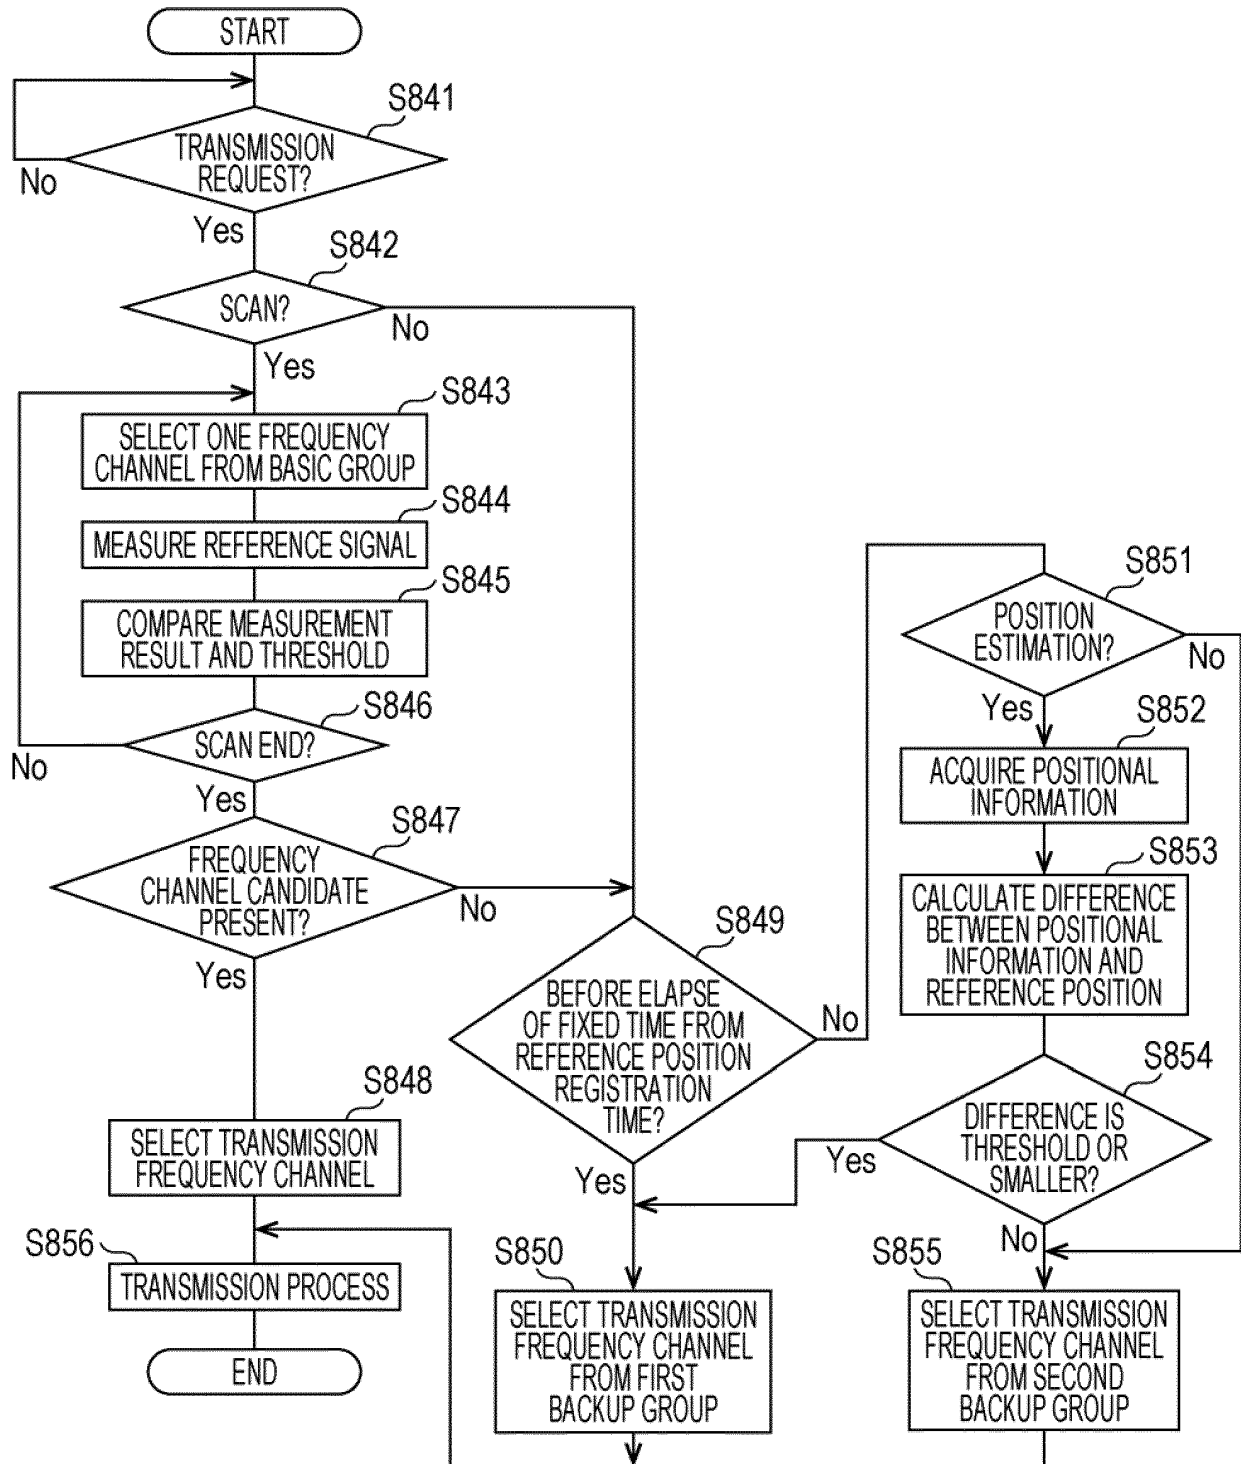 START
S841
TRANSMISSION
REQUEST?
No
Yes
S842
SCAN?
No
Yes
S843
SELECT ONE FREQUENCY
CHANNEL FROM BASIC GROUP
S844
MEASURE REFERENCE SIGNAL
S845
COMPARE MEASUREMENT
RESULT AND THRESHOLD
S846
SCAN END?
No
Yes
S847
FREQUENCY
CHANNEL CANDIDATE
PRESENT?
No
Yes
S848
SELECT TRANSMISSION
FREQUENCY CHANNEL
S856
TRANSMISSION PROCESS
END
S849
BEFORE ELAPSE
OF FIXED TIME FROM
REFERENCE POSITION
REGISTRATION
TIME?
No
Yes
S850
SELECT TRANSMISSION
FREQUENCY CHANNEL
FROM FIRST
BACKUP GROUP
S851
POSITION
ESTIMATION?
No
Yes
S852
ACQUIRE POSITIONAL
INFORMATION
S853
CALCULATE DIFFERENCE
BETWEEN POSITIONAL
INFORMATION AND
REFERENCE POSITION
S854
DIFFERENCE IS
THRESHOLD OR
SMALLER?
Yes
No
S855
SELECT TRANSMISSION
FREQUENCY CHANNEL
FROM SECOND
BACKUP GROUP